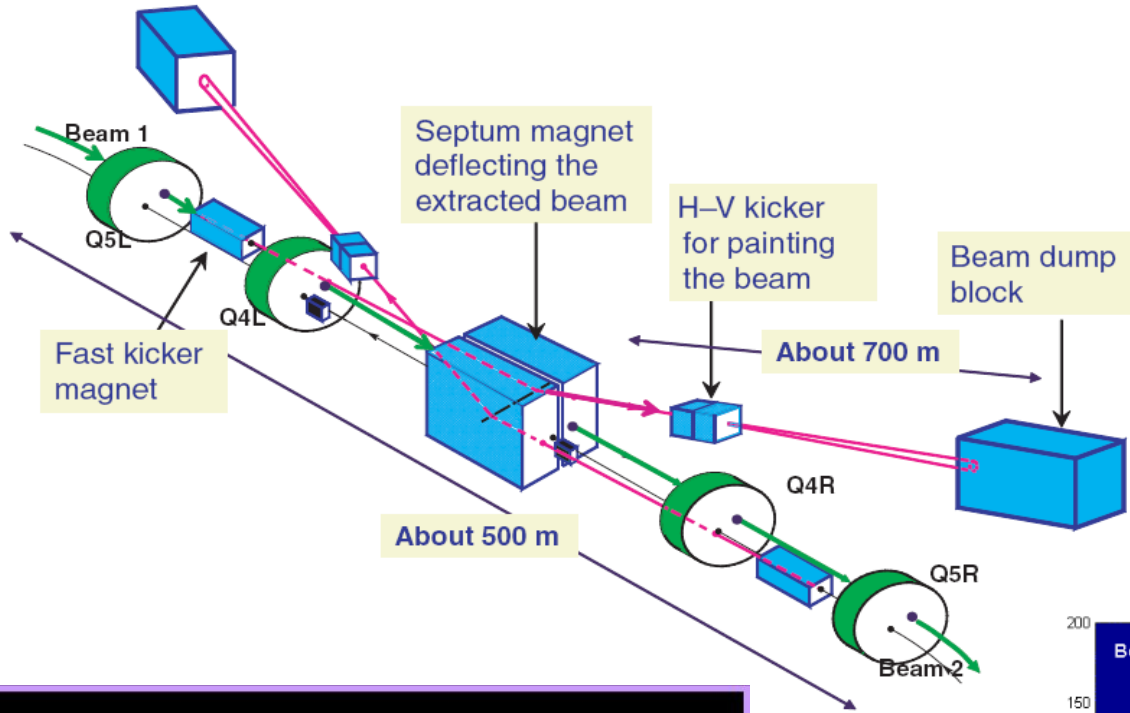 Beam 1
Q5L
Fast kicker
magnet
Q4L
Septum magnet
deflecting the
extracted beam
H–V kicker
for painting
the beam
Beam dump
block
About 700 m
About 500 m
Q4R
Q5R
Beam 2
200
150